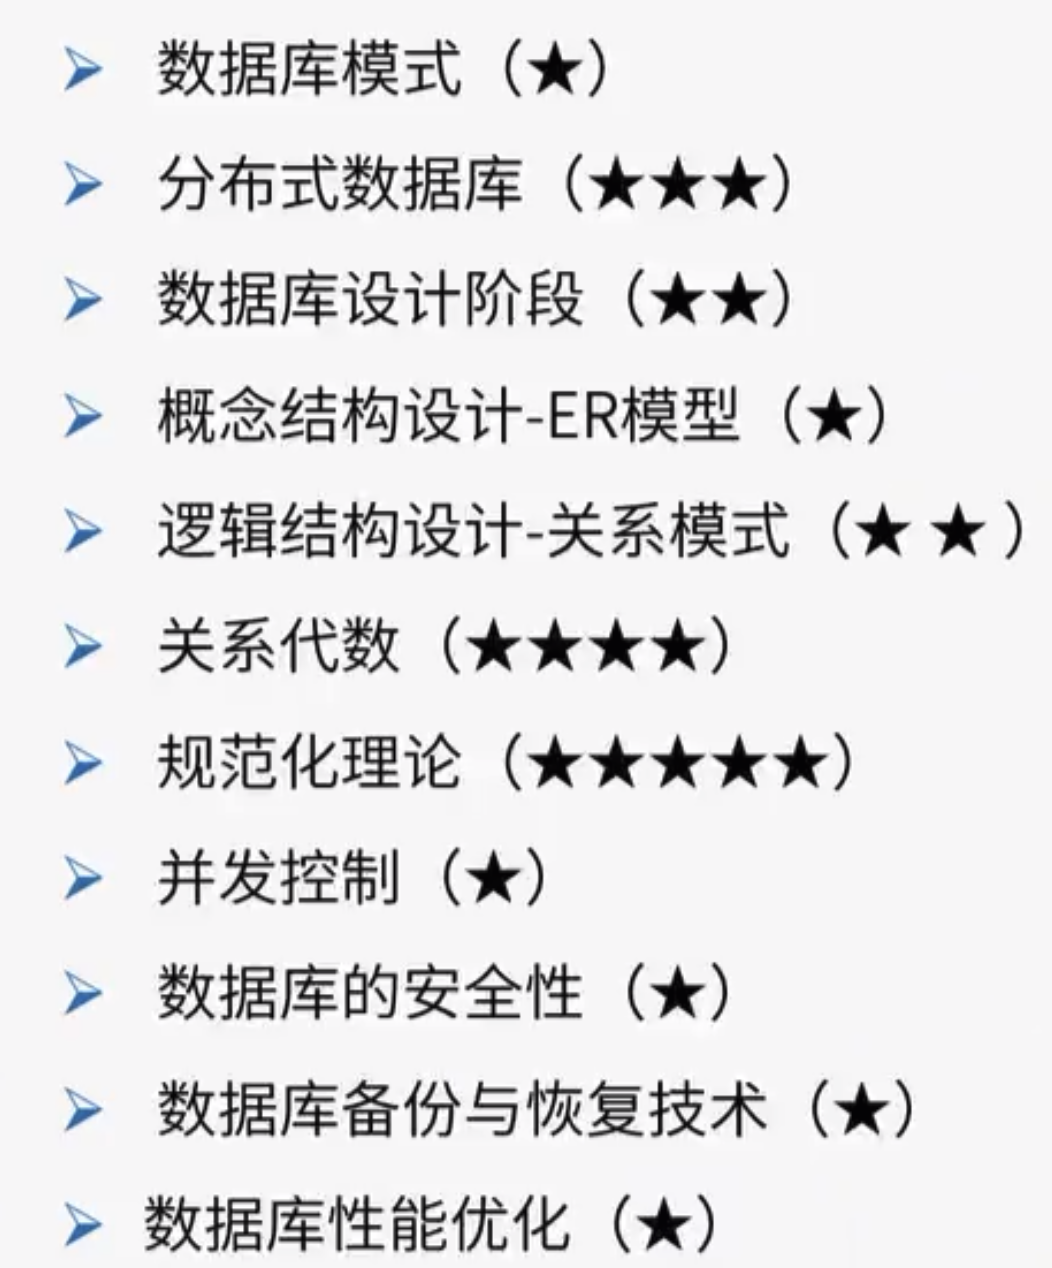 ➢ 数据库模式（★）
➢ 分布式数据库（★★★）
➢ 数据库设计阶段（★★）
➢ 概念结构设计-ER模型（★）
➢ 逻辑结构设计-关系模式（★ ★ ）
➢ 关系代数（★★★★）
➢ 规范化理论（★★★★★）
➢ 并发控制（★）
➢ 数据库的安全性（★）
➢ 数据库备份与恢复技术（★）
➢ 数据库性能优化（★）